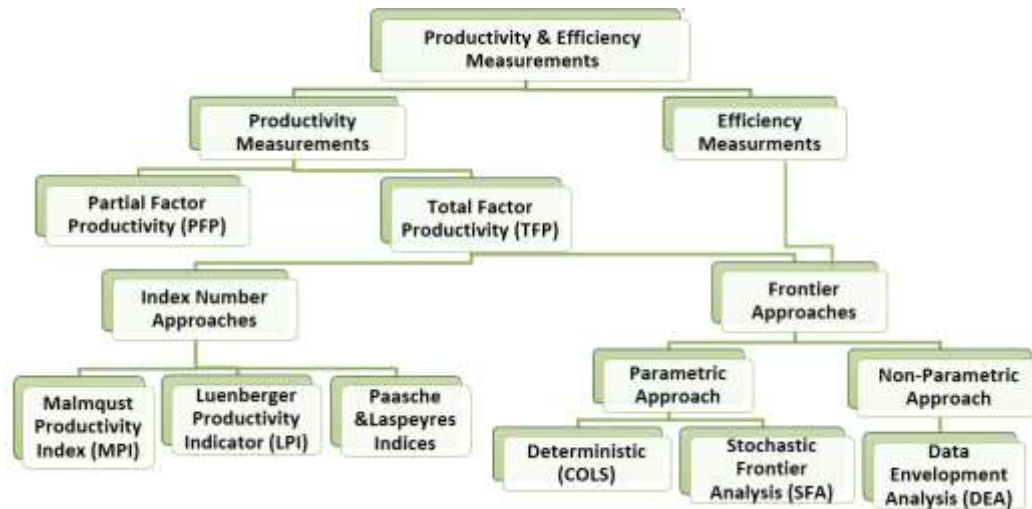 Productivity & Efficiency
Measurements
Productivity
Measurements
Efficiency
Measurments
Partial Factor
Productivity (PFP)
Total Factor
Productivity (TFP)
Index Number
Approaches
Frontier
Approaches
Malmqust
Productivity
Index (MPI)
Luenberger
Productivity
Indicator (LPI)
Paasche
&Laspeyres
Indices
Parametric
Approach
Non-Parametric
Approach
Deterministic
(COLS)
Stochastic
Frontier
Analysis (SFA)
Data
Envelopment
Analysis (DEA)